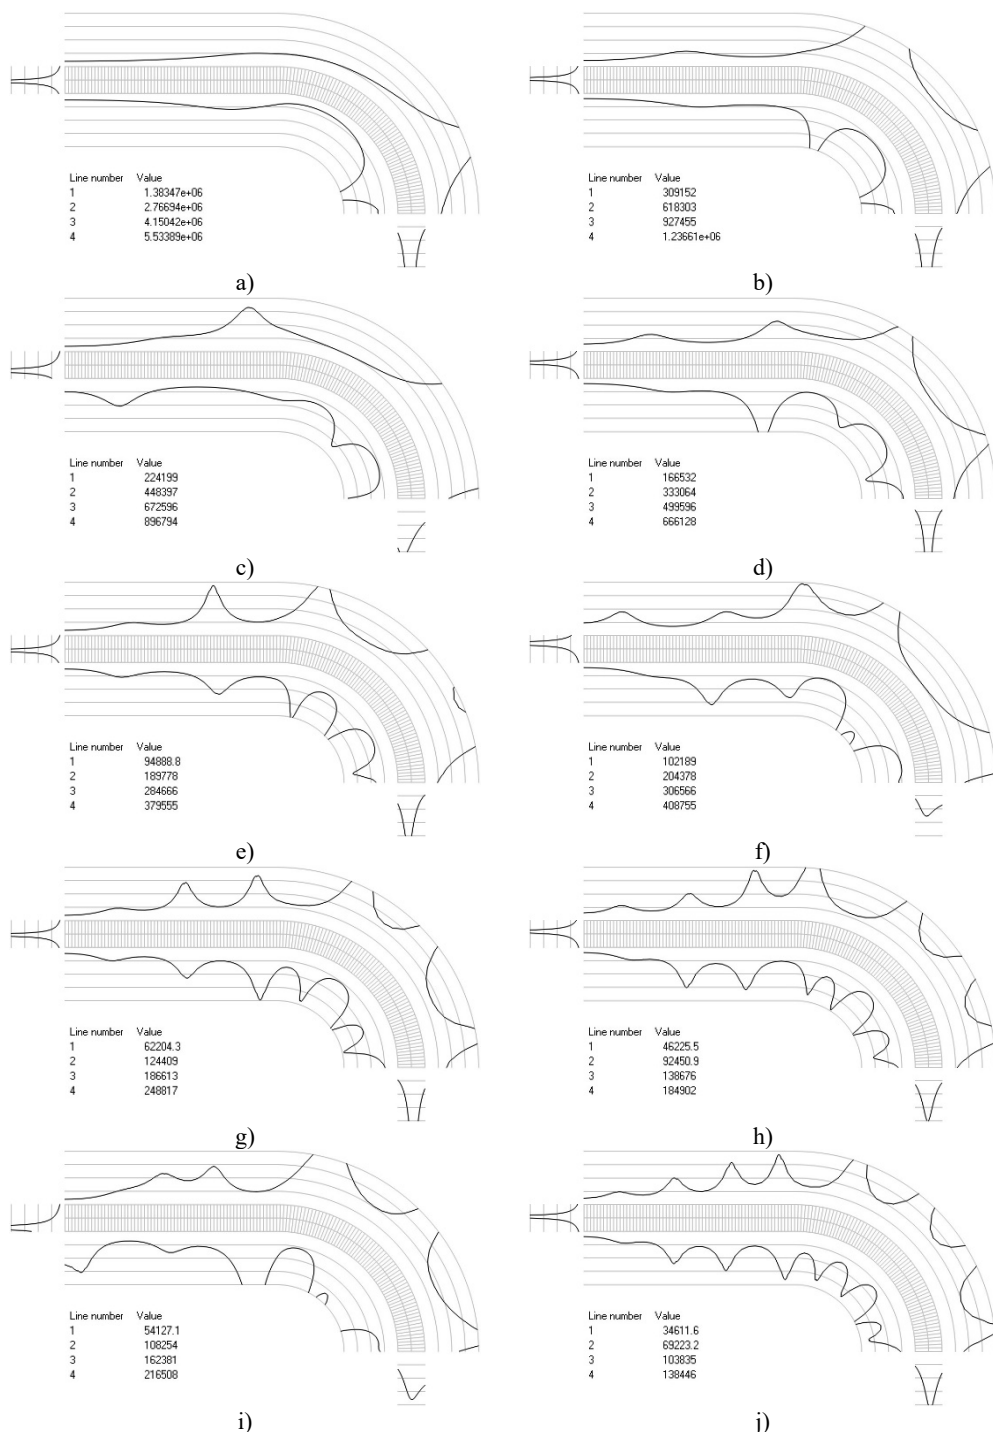 Line number Value
1 1.38347e+06
2 2.76694e+06
3 4.15042e+06
4 5.53389e+06
a)
Line number Value
1 309152
2 618303
3 927455
4 1.23661e+06
b)
Line number Value
1 224199
2 448397
3 672596
4 896794
c)
Line number Value
1 166532
2 333064
3 499596
4 666128
d)
Line number Value
1 94888.8
2 189778
3 284666
4 379555
e)
Line number Value
1 102189
2 204378
3 306566
4 408755
f)
Line number Value
1 62204.3
2 124409
3 186613
4 248817
g)
Line number Value
1 46225.5
2 92450.9
3 138676
4 184902
h)
Line number Value
1 54127.1
2 108254
3 162381
4 216508
i)
Line number Value
1 34611.6
2 69223.2
3 103835
4 138446
j)